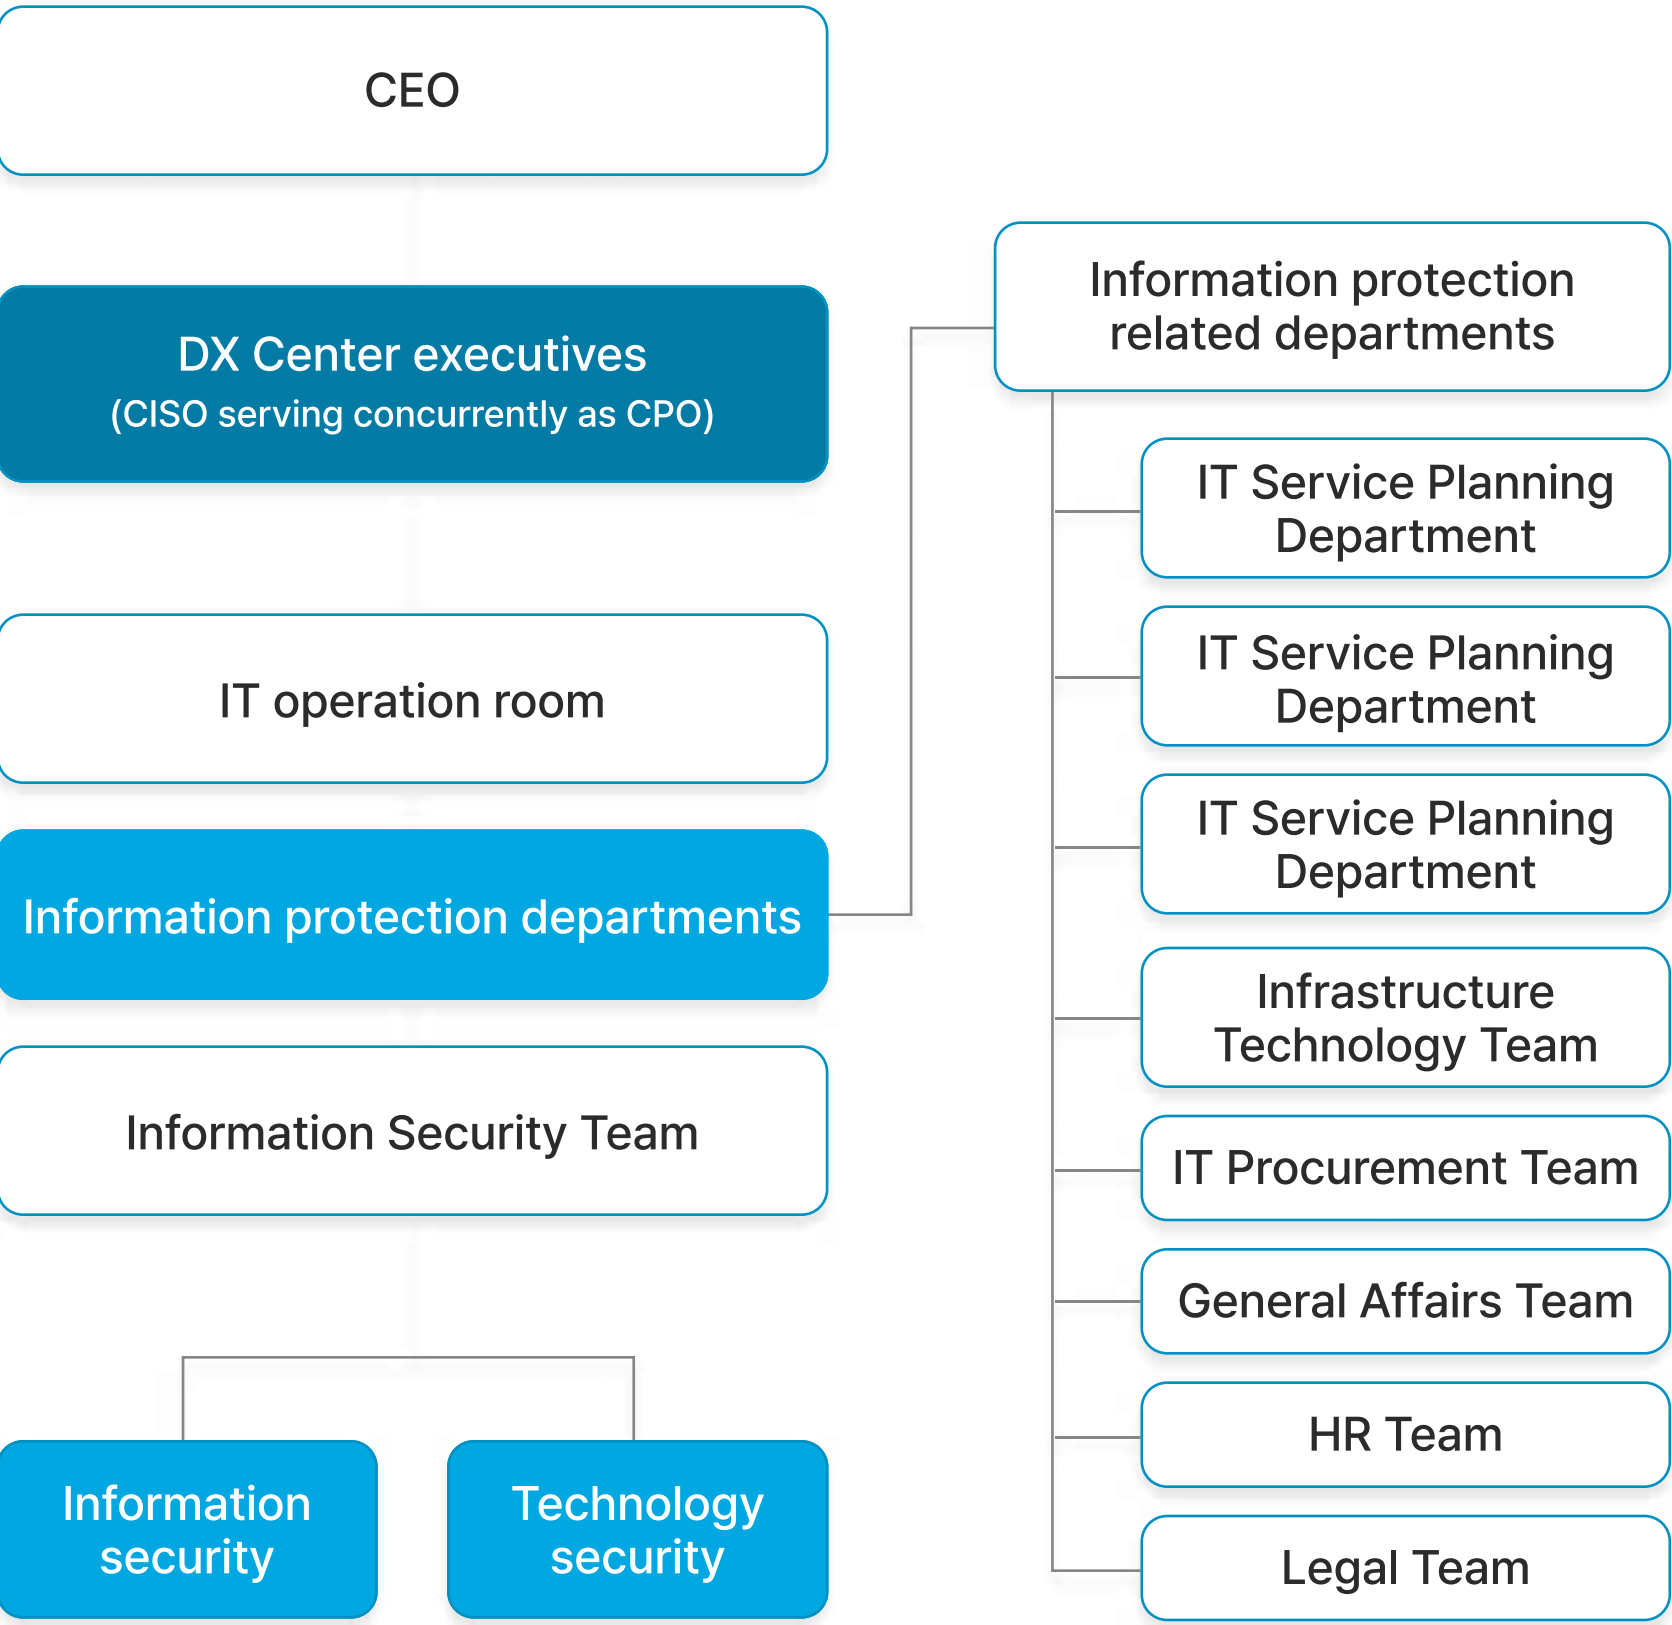 CEO
DX Center executives
(CISO serving concurrently as CPO)
IT operation room
Information protection departments
Information Security Team
Information
security
Technology
security
Information protection
related departments
IT Service Planning
Department
IT Service Planning
Department
IT Service Planning
Department
Infrastructure
Technology Team
IT Procurement Team
General Affairs Team
HR Team
Legal Team